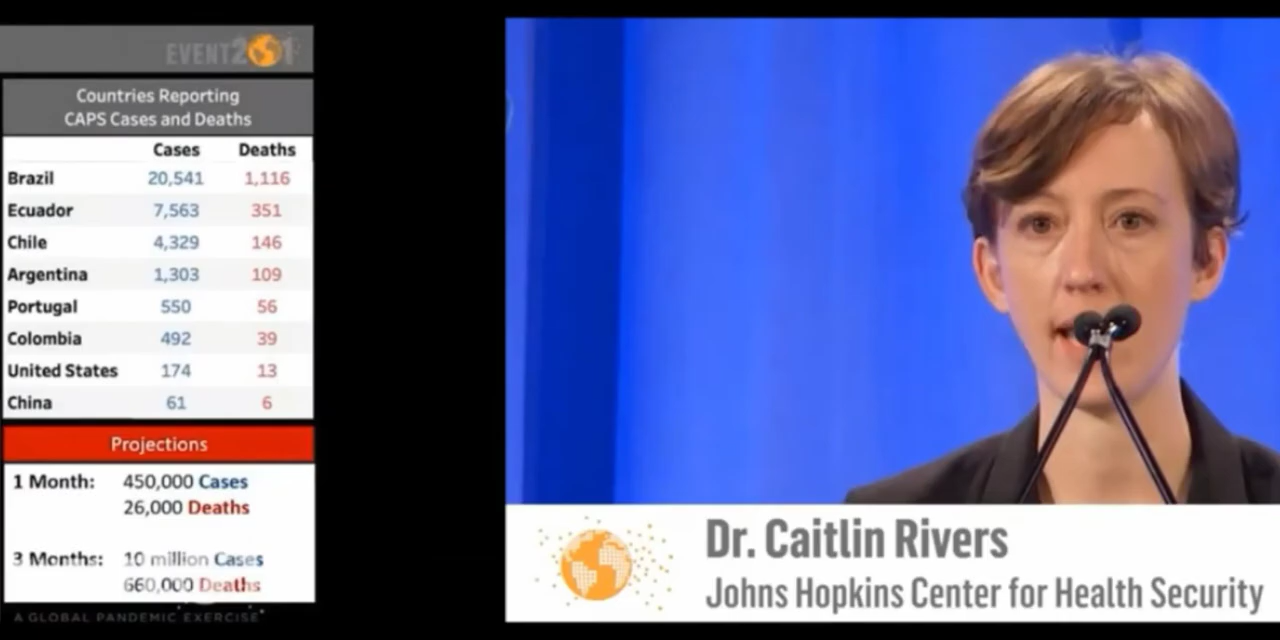 EVENT 201
Countries Reporting
CAPS Cases and Deaths
Cases Deaths
Brazil 20,541 1,116
Ecuador 7,563 351
Chile 4,329 146
Argentina 1,303 109
Portugal 550 56
Colombia 492 39
United States 174 13
China 61 6
Projections
1 Month: 450,000 Cases
26,000 Deaths
3 Months: 10 million Cases
660,000 Deaths
A GLOBAL PANDEMIC EXERCISE
Dr. Caitlin Rivers
Johns Hopkins Center for Health Security